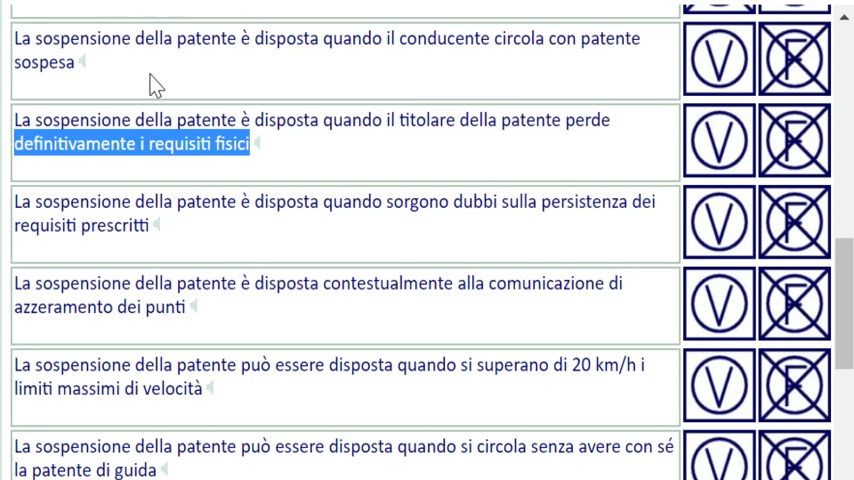 La sospensione della patente è disposta quando il conducente circola con patente
sospesa
V F
La sospensione della patente è disposta quando il titolare della patente perde
definitivamente i requisiti fisici
V F
La sospensione della patente è disposta quando sorgono dubbi sulla persistenza dei
requisiti prescritti
V F
La sospensione della patente è disposta contestualmente alla comunicazione di
azzeramento dei punti
V F
La sospensione della patente può essere disposta quando si superano di 20 km/h i
limiti massimi di velocità
V F
La sospensione della patente può essere disposta quando si circola senza avere con sé
la patente di guida
V F